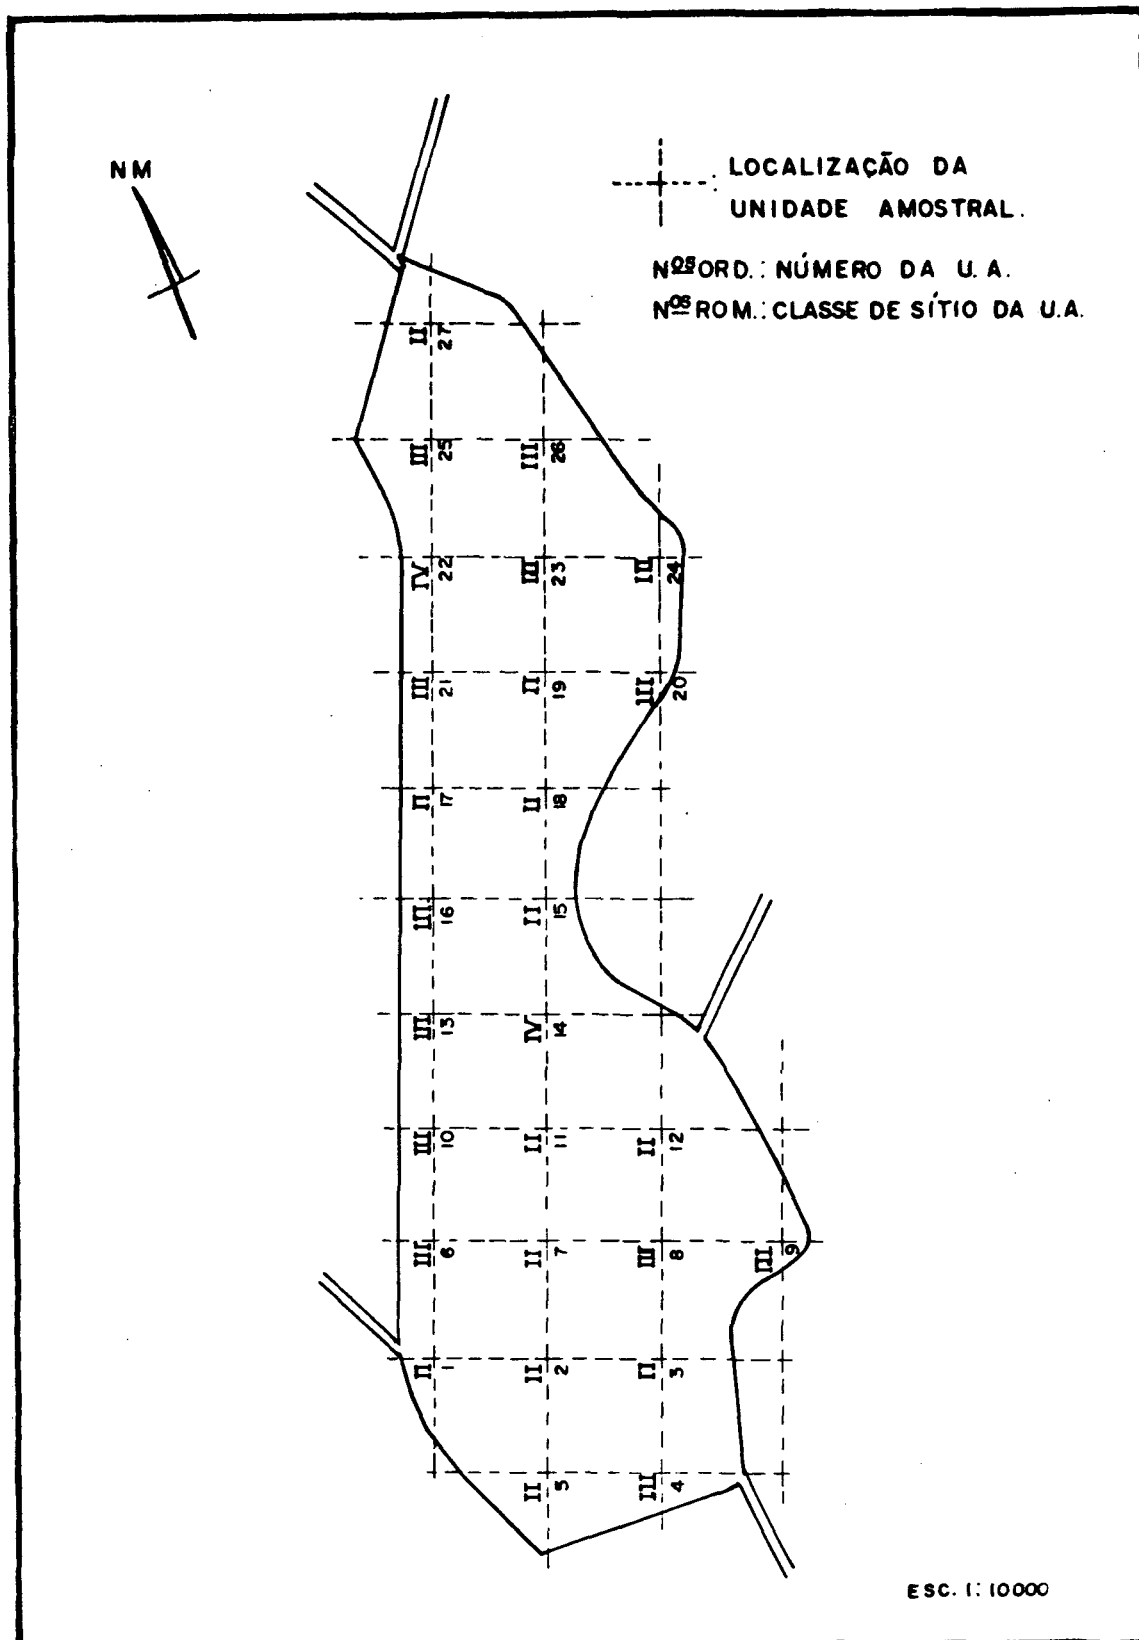 NM
LOCALIZAÇÃO DA
UNIDADE AMOSTRAL.
Nºˢ ORD.: NÚMERO DA U.A.
Nºˢ ROM.: CLASSE DE SÍTIO DA U.A.
II 27
III 25
III 26
IV 22
III 23
III 24
III 21
II 19
III 20
II 17
II 18
III 16
II 15
III 13
IV 14
III 10
II 11
II 12
III 6
II 7
III 8
III 9
II 1
II 2
II 3
II 5
III 4
ESC. 1:10000